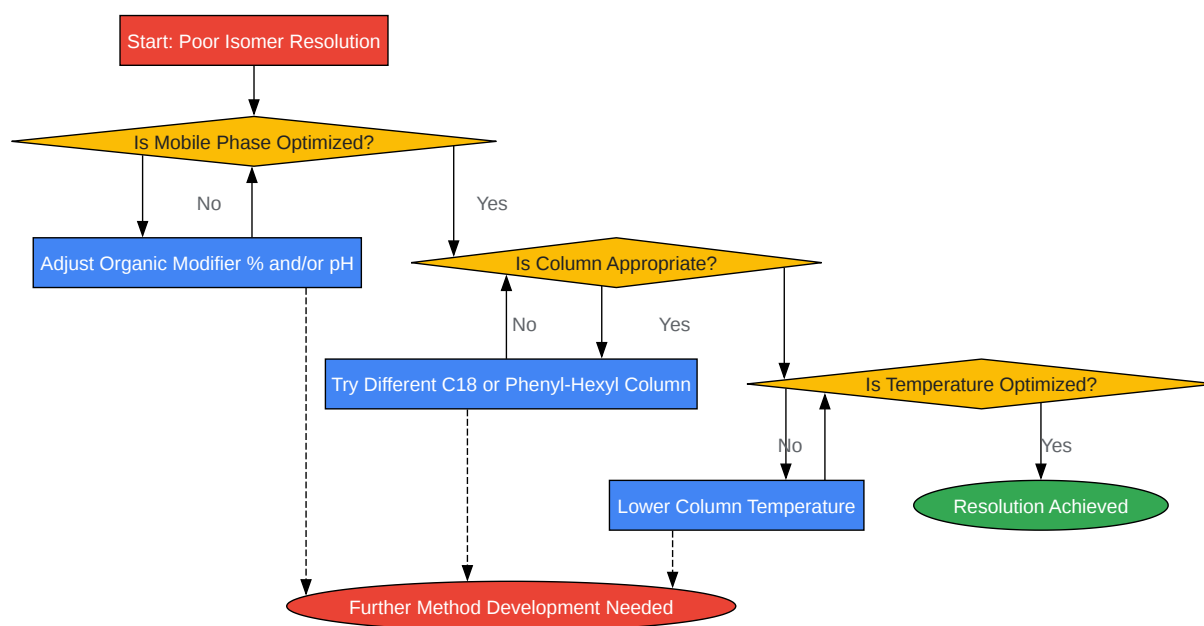 Start: Poor Isomer Resolution
Is Mobile Phase Optimized?
No
Yes
Adjust Organic Modifier % and/or pH
Is Column Appropriate?
No
Yes
Try Different C18 or Phenyl-Hexyl Column
Is Temperature Optimized?
No
Yes
Lower Column Temperature
Resolution Achieved
Further Method Development Needed